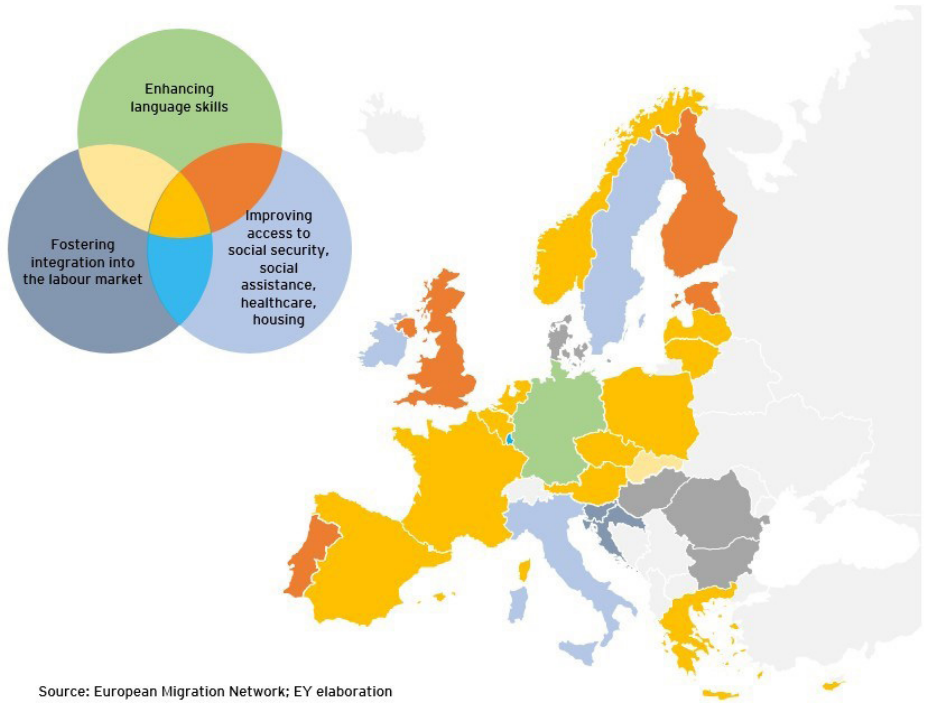 Enhancing
language skills
Fostering
integration into
the labour market
Improving
access to
social security,
social
assistance,
healthcare,
housing
Source: European Migration Network; EY elaboration